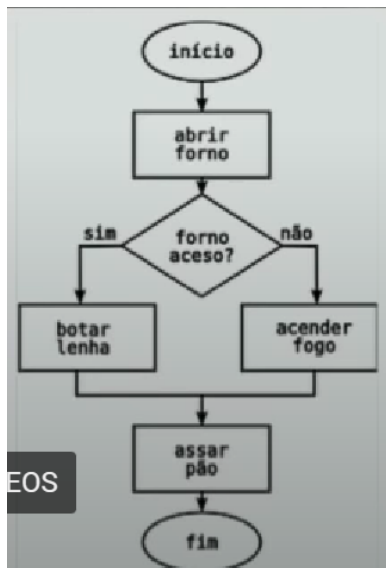 início
abrir
forno
sim
forno
aceso?
não
botar
lenha
acender
fogo
assar
pão
EOS
fim